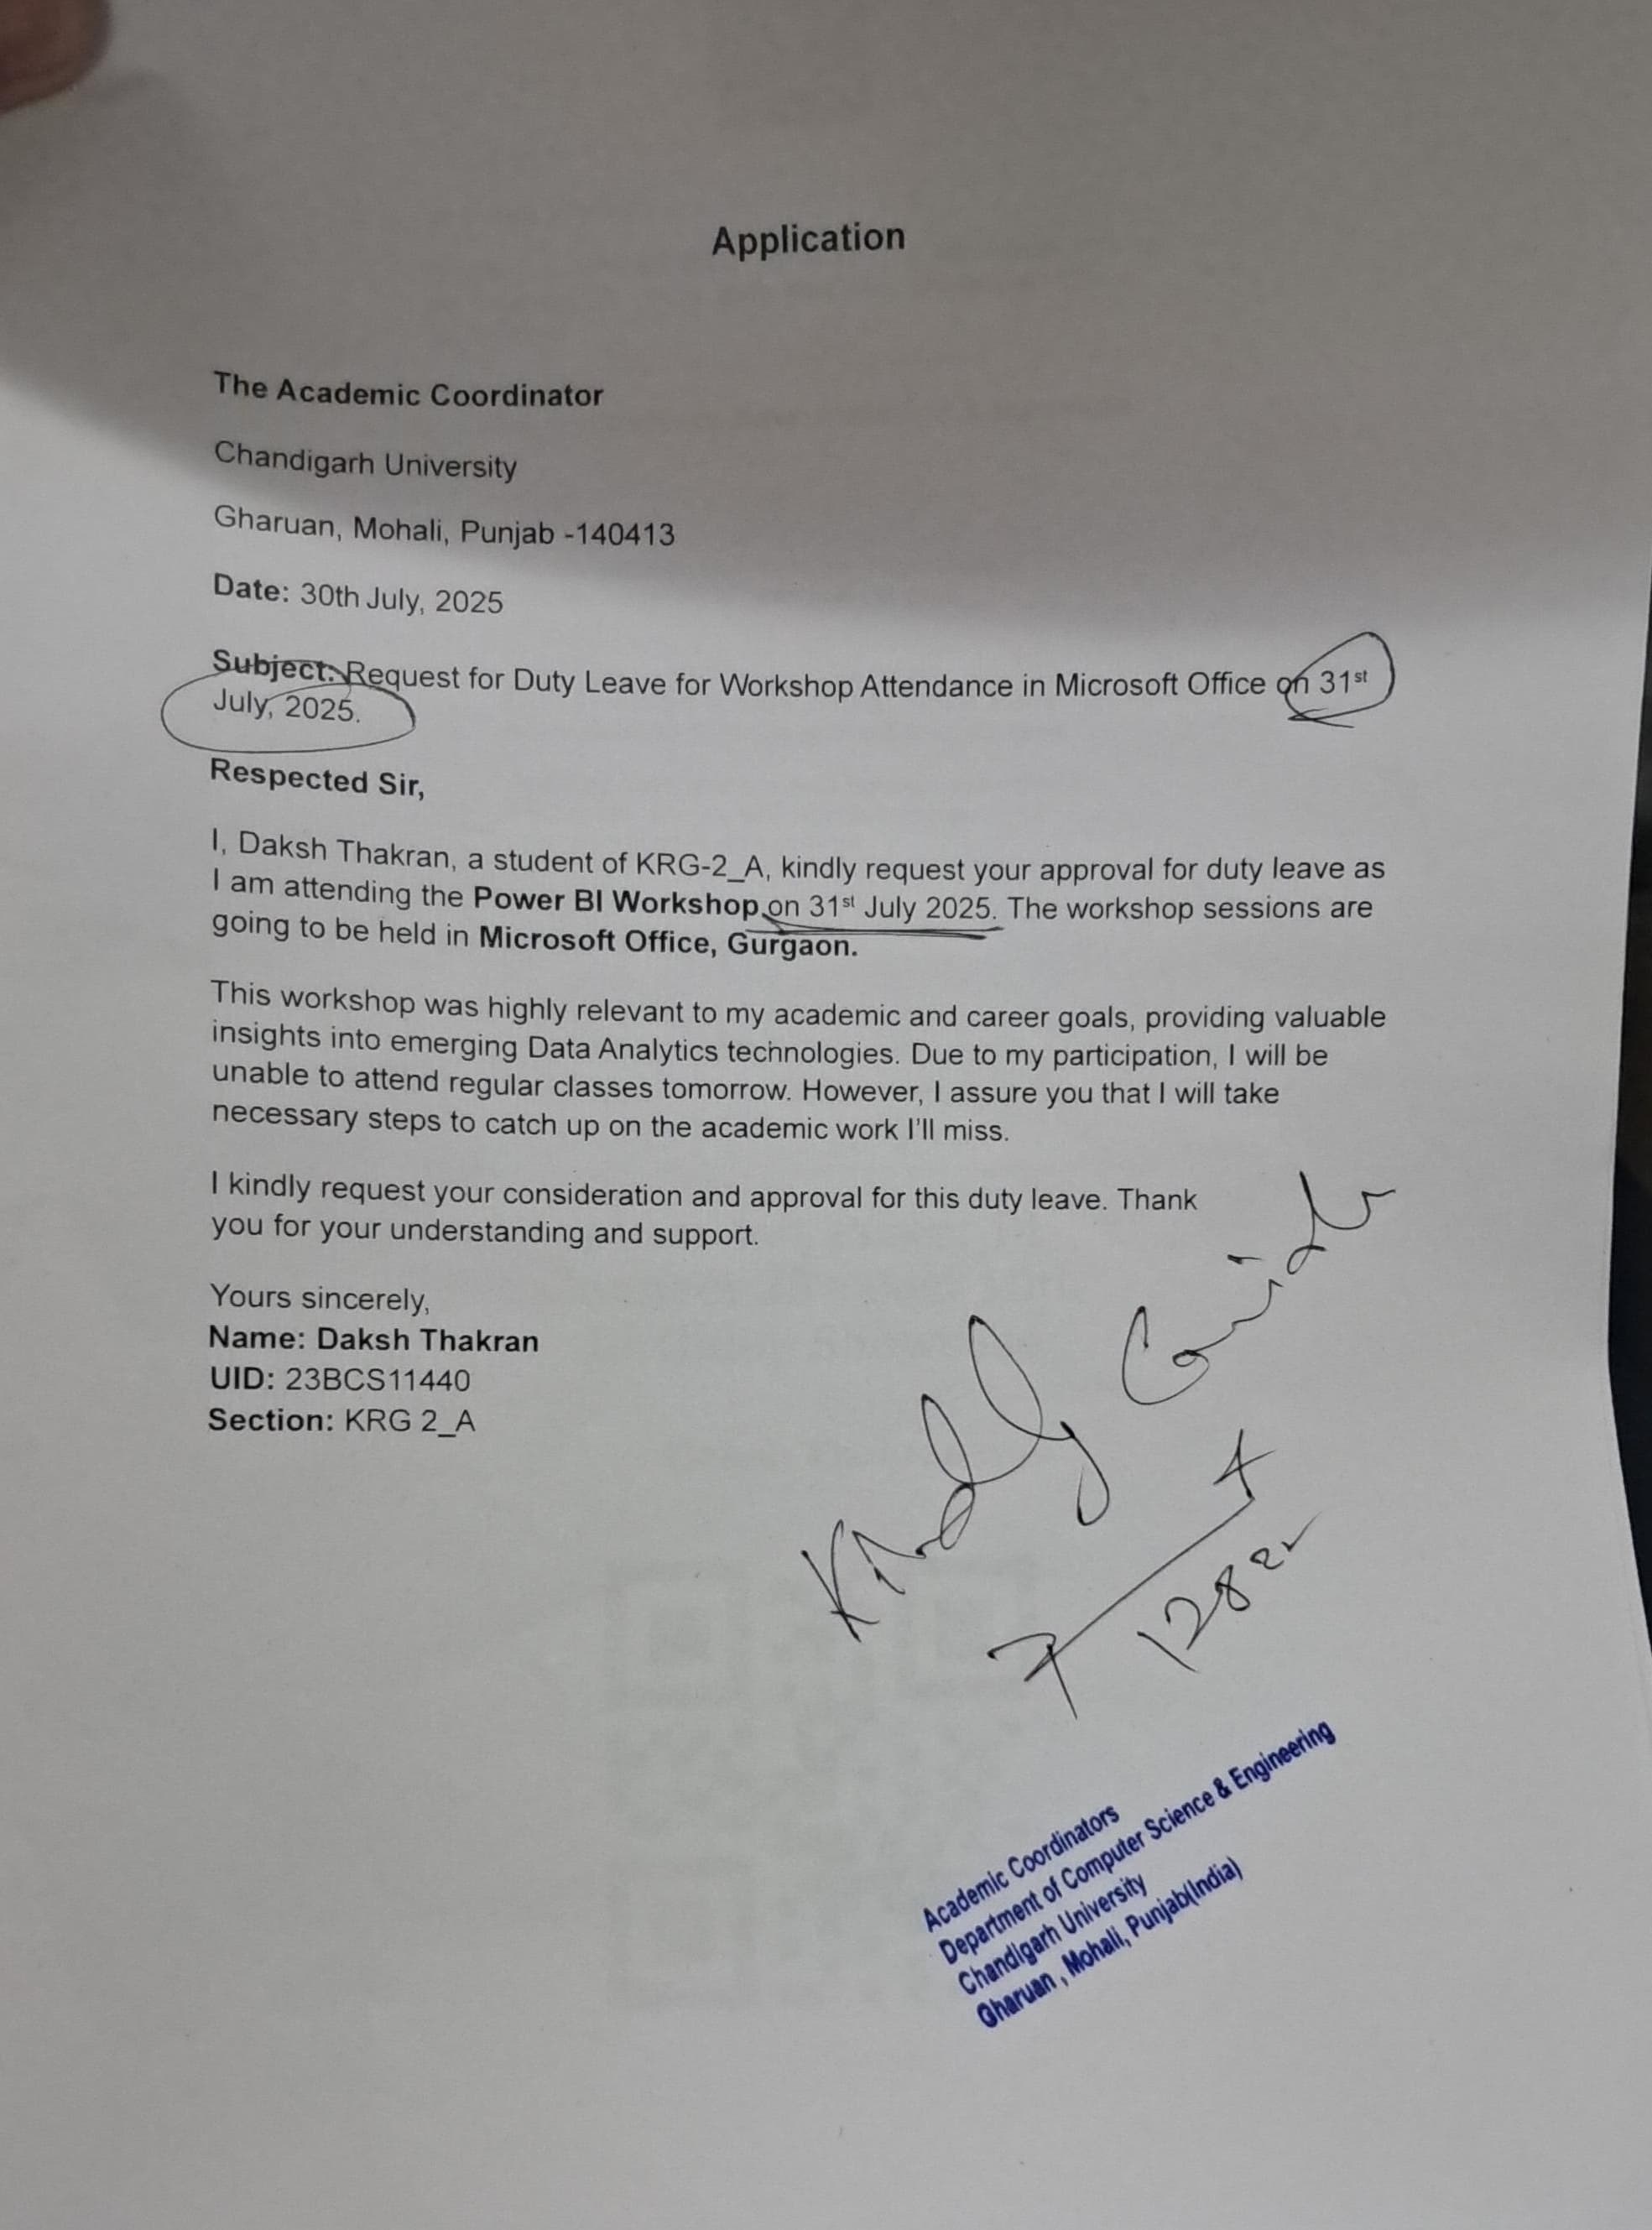 Application
The Academic Coordinator
Chandigarh University
Gharuan, Mohali, Punjab -140413
Date: 30th July, 2025
Subject: Request for Duty Leave for Workshop Attendance in Microsoft Office on 31st
July, 2025.
Respected Sir,
I, Daksh Thakran, a student of KRG-2_A, kindly request your approval for duty leave as
I am attending the Power BI Workshop on 31st July 2025. The workshop sessions are
going to be held in Microsoft Office, Gurgaon.
This workshop was highly relevant to my academic and career goals, providing valuable
insights into emerging Data Analytics technologies. Due to my participation, I will be
unable to attend regular classes tomorrow. However, I assure you that I will take
necessary steps to catch up on the academic work I'll miss.
I kindly request your consideration and approval for this duty leave. Thank
you for your understanding and support.
Yours sincerely,
Name: Daksh Thakran
UID: 23BCS11440
Section: KRG 2_A
Kindly Consider
Academic Coordinators
Department of Computer Science & Engineering
Chandigarh University
Gharuan , Mohali, Punjab(India)